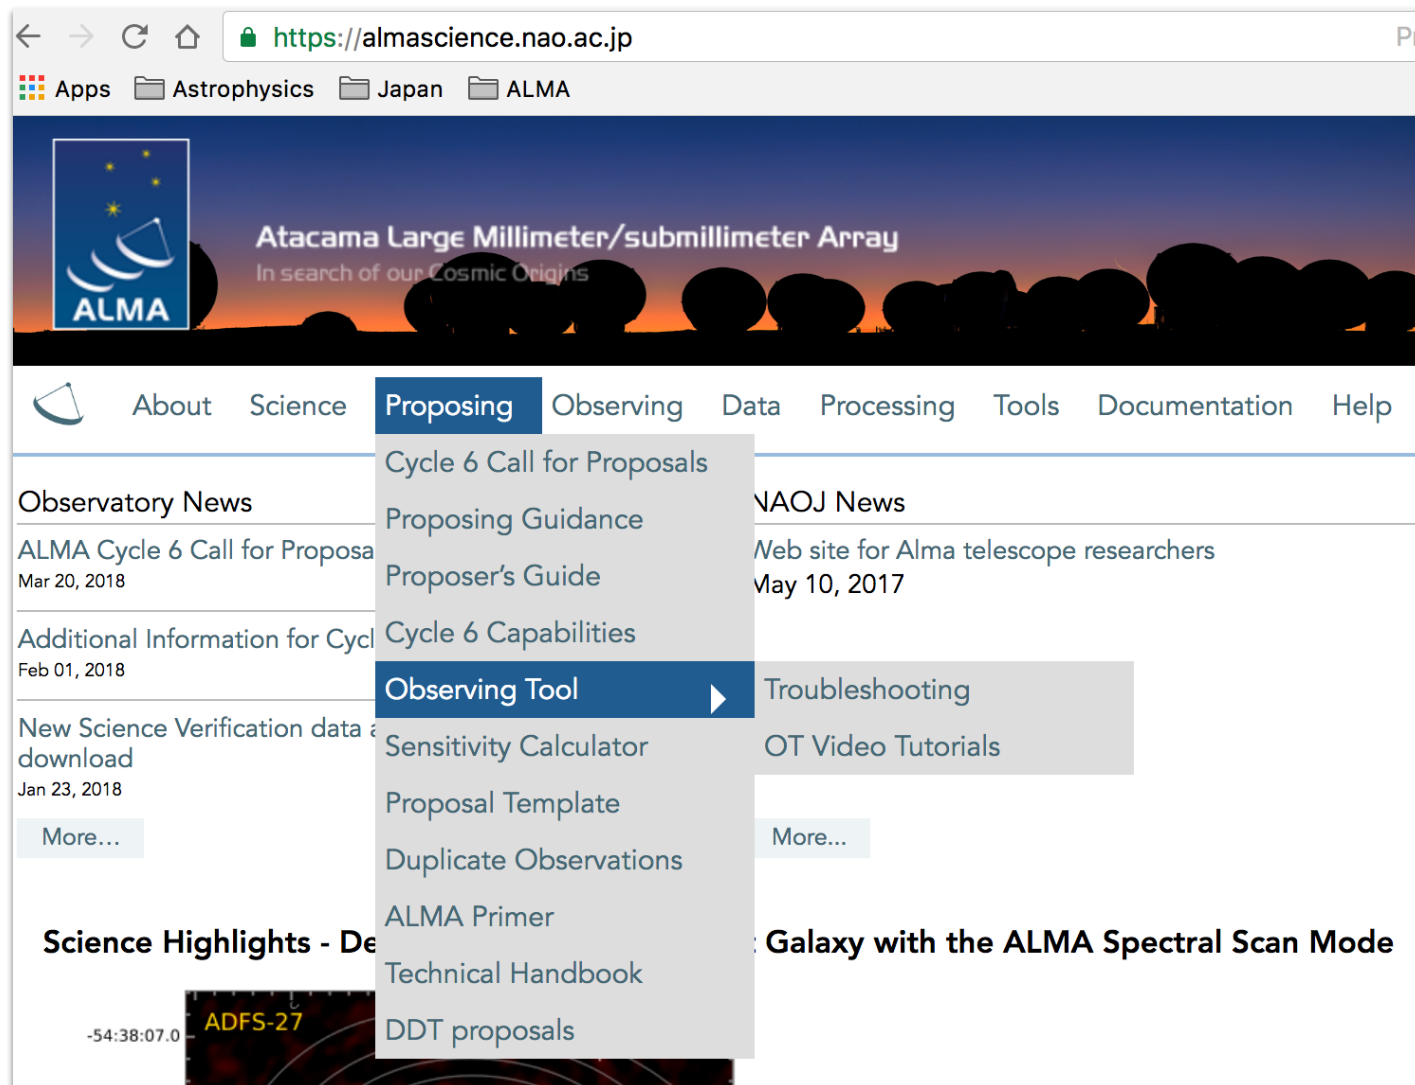 https://almascience.nao.ac.jp
Apps Astrophysics Japan ALMA
ALMA
Atacama Large Millimeter/submillimeter Array
In search of our Cosmic Origins
About Science Proposing Observing Data Processing Tools Documentation Help
Cycle 6 Call for Proposals
Proposing Guidance
Proposer's Guide
Cycle 6 Capabilities
Observing Tool
Sensitivity Calculator
Proposal Template
Duplicate Observations
ALMA Primer
Technical Handbook
DDT proposals
Troubleshooting
OT Video Tutorials
Observatory News
ALMA Cycle 6 Call for Proposa
Mar 20, 2018
Additional Information for Cycl
Feb 01, 2018
New Science Verification data a
download
Jan 23, 2018
More...
NAOJ News
Web site for Alma telescope researchers
May 10, 2017
More...
Science Highlights - De : Galaxy with the ALMA Spectral Scan Mode
ADFS-27
-54:38:07.0